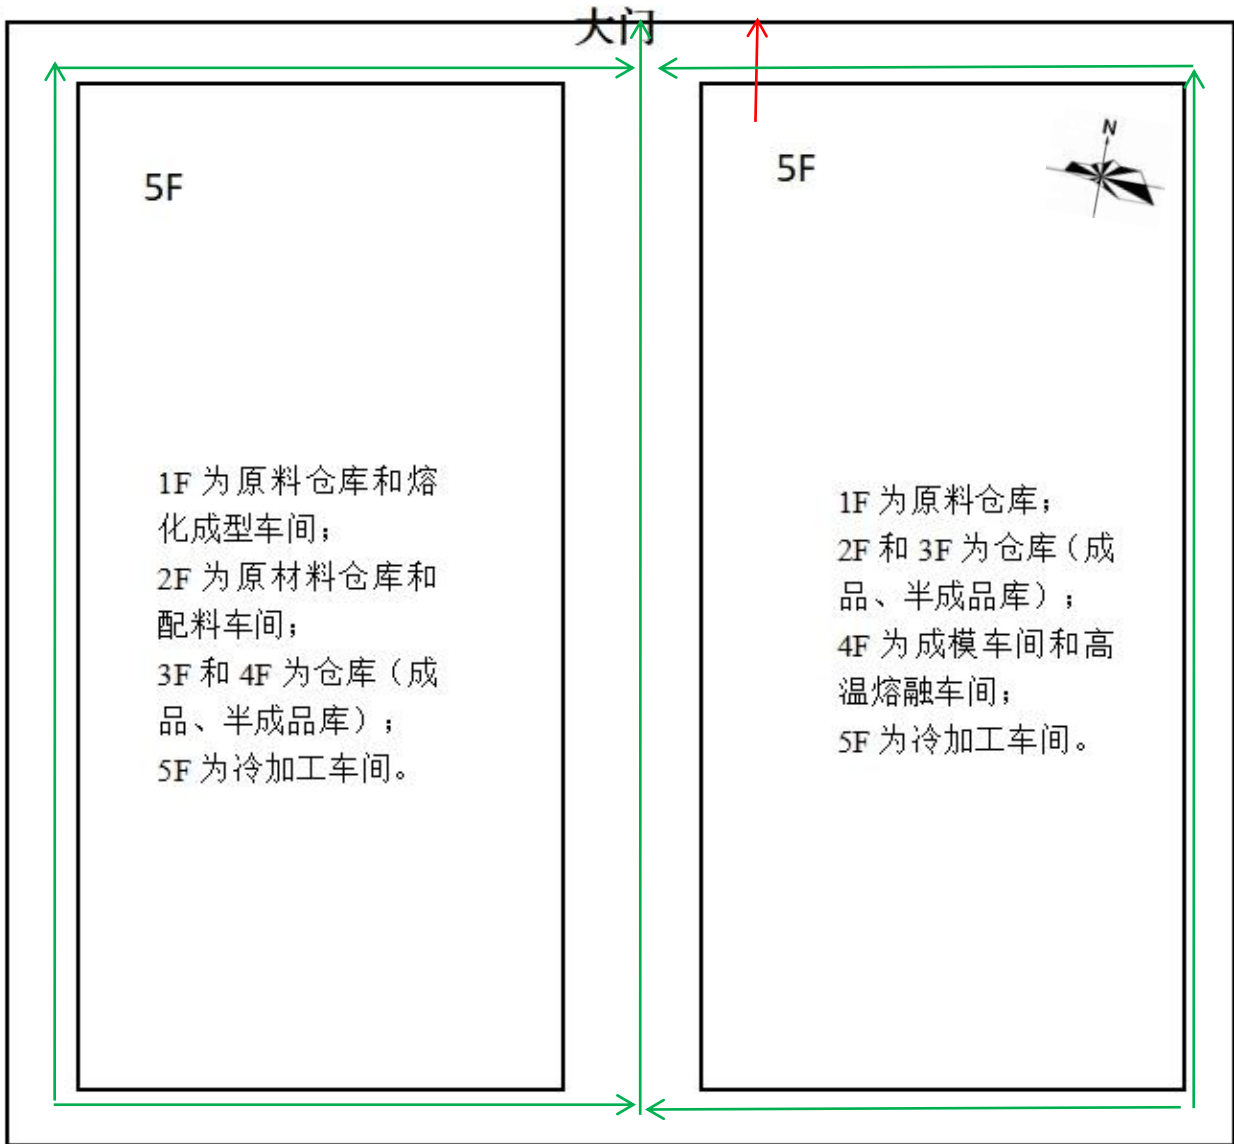 大门
5F
1F 为原料仓库和熔
化成型车间；
2F 为原材料仓库和
配料车间；
3F 和 4F 为仓库（成
品、半成品库）；
5F 为冷加工车间。
5F
N
1F 为原料仓库；
2F 和 3F 为仓库（成
品、半成品库）；
4F 为成模车间和高
温熔融车间；
5F 为冷加工车间。